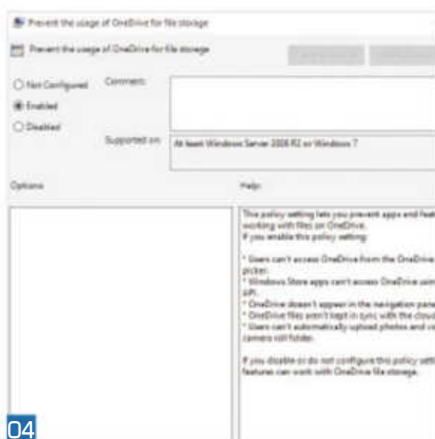 Prevent the usage of OneDrive for file storage
Prevent the usage of OneDrive for file storage
Not Configured
Comment:
Enabled
Disabled
Supported on:
At least Windows Server 2008 R2 or Windows 7
Options:
Help:
This policy setting lets you prevent apps and feat
working with files on OneDrive.
If you enable this policy setting:
* Users can't access OneDrive from the OneDrive
picker.
* Windows Store apps can't access OneDrive usin
API.
* OneDrive doesn't appear in the navigation pane
* OneDrive files aren't kept in sync with the cloud
* Users can't automatically upload photos and vi
camera roll folder.
If you disable or do not configure this policy setti
features can work with OneDrive file storage.
04